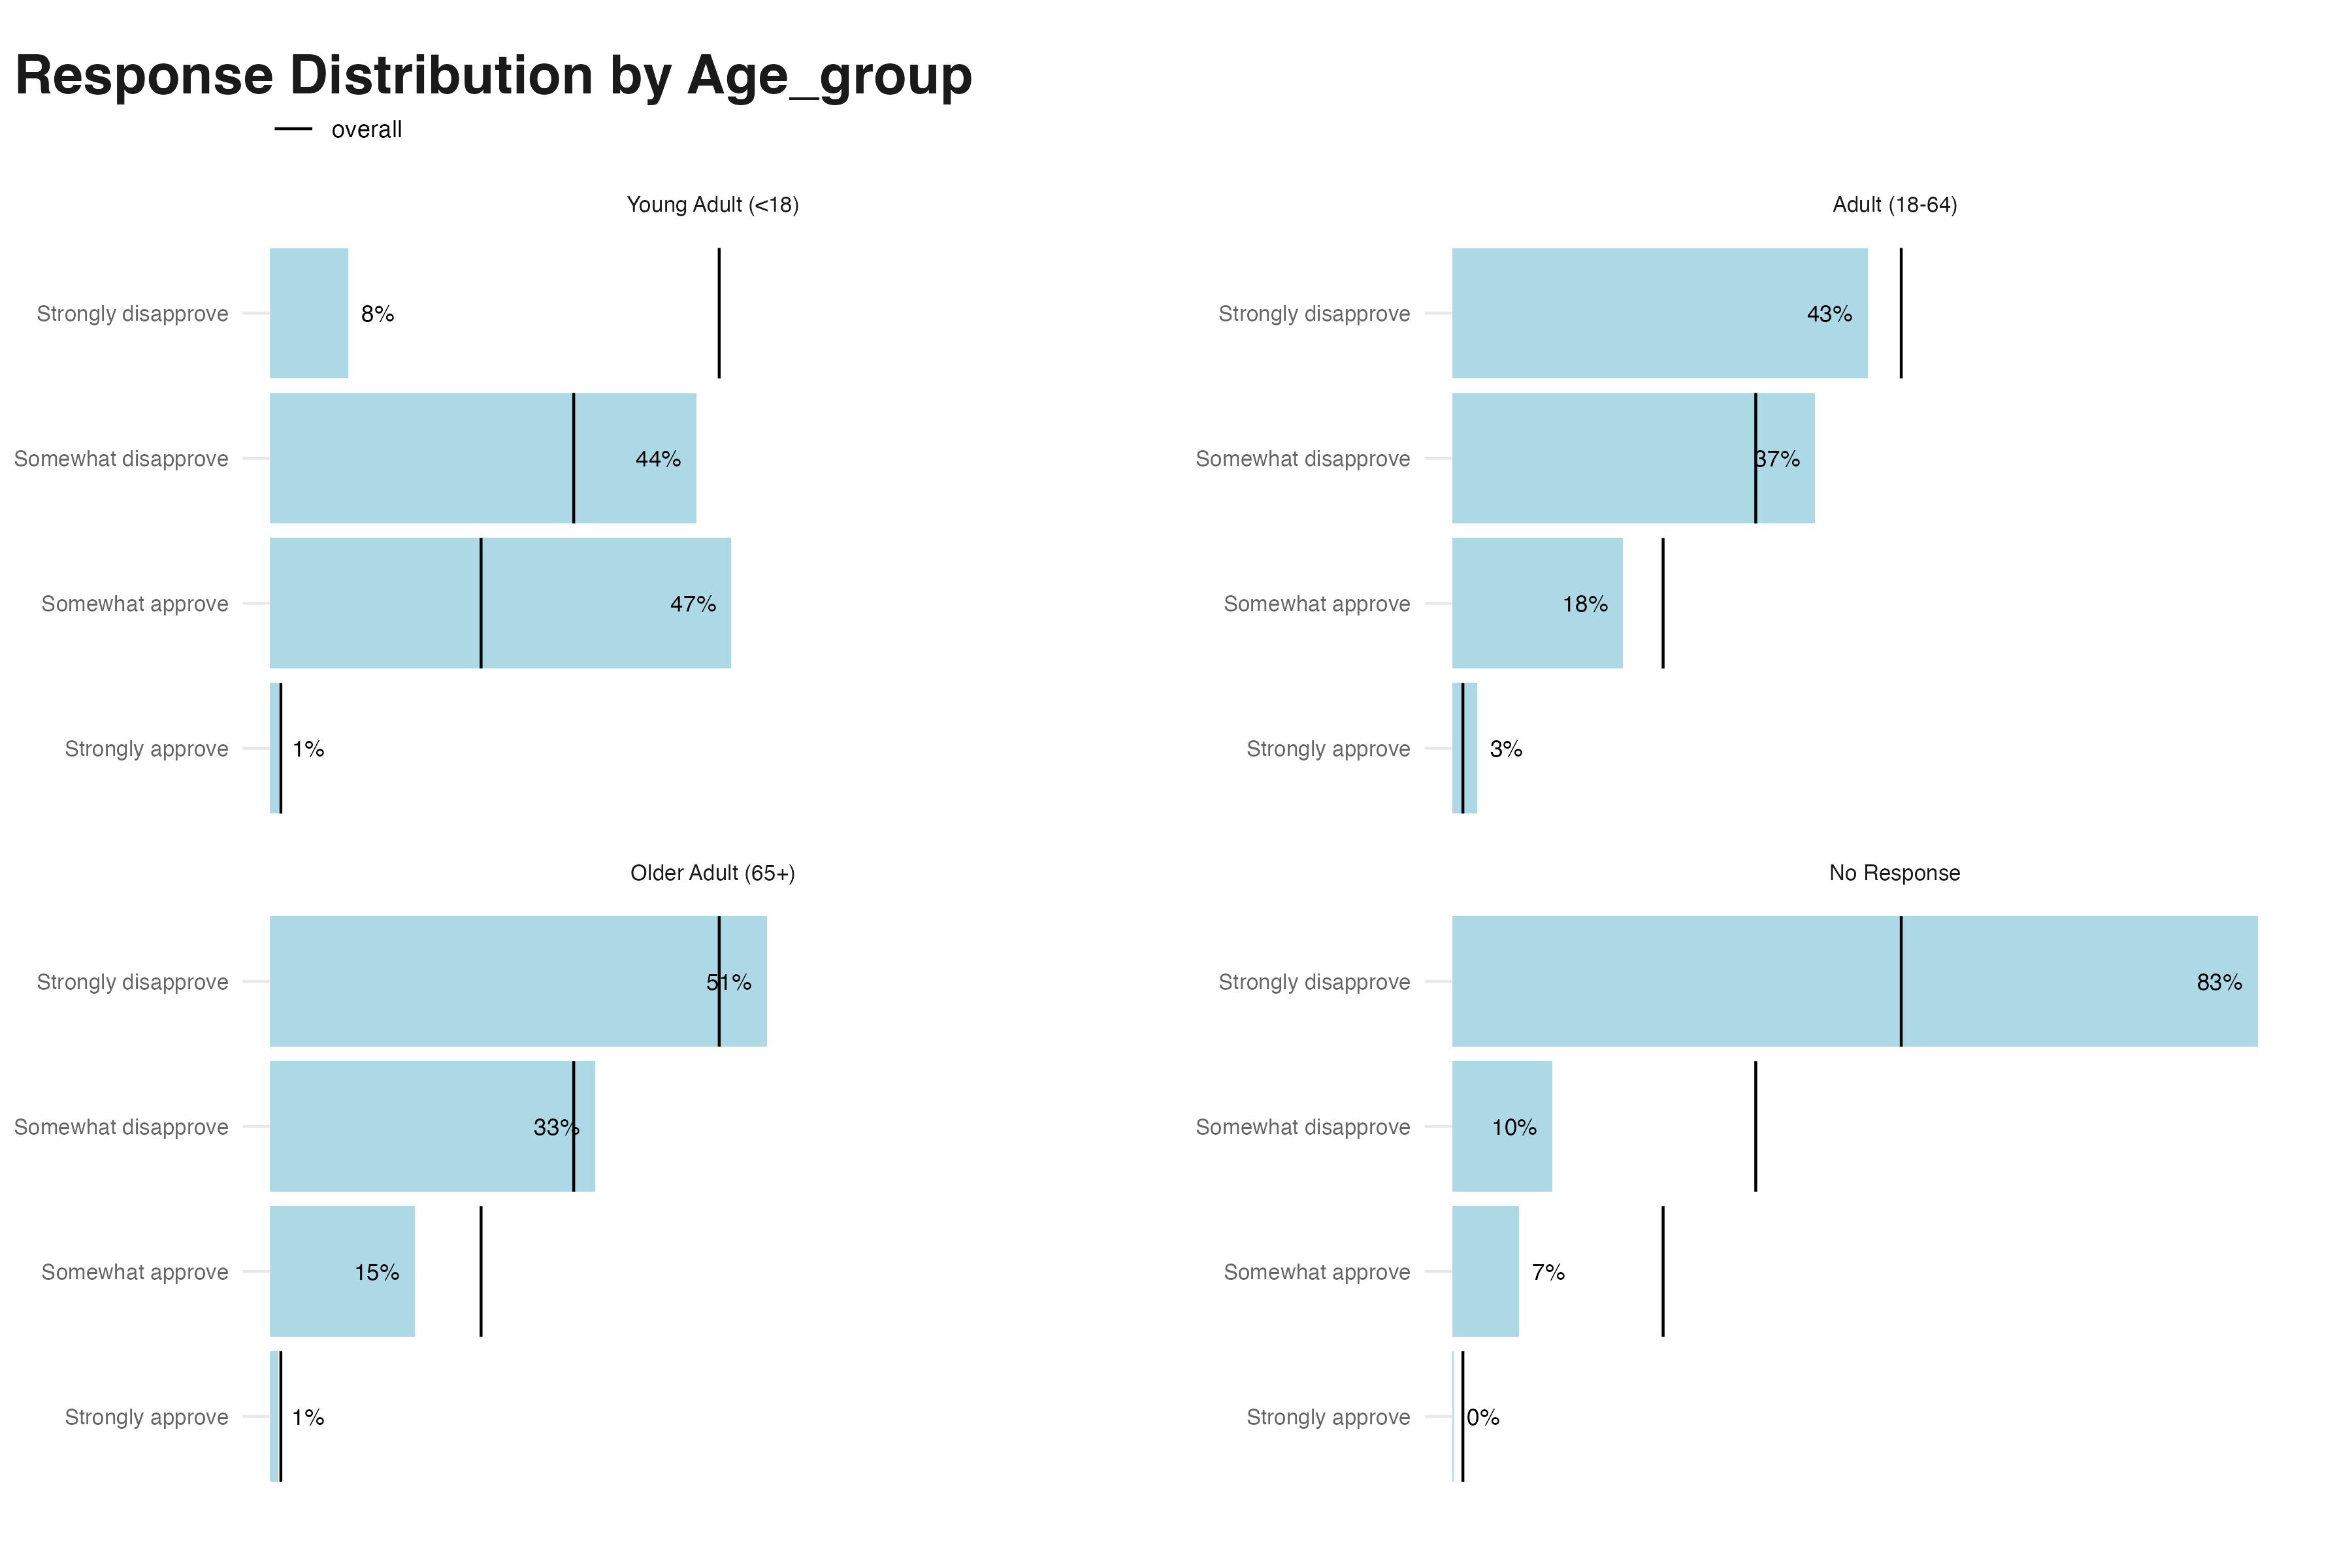 Response Distribution by Age_group
overall
Young Adult (<18)
Strongly disapprove
8%
Somewhat disapprove
44%
Somewhat approve
47%
Strongly approve
1%
Adult (18-64)
Strongly disapprove
43%
Somewhat disapprove
37%
Somewhat approve
18%
Strongly approve
3%
Older Adult (65+)
Strongly disapprove
51%
Somewhat disapprove
33%
Somewhat approve
15%
Strongly approve
1%
No Response
Strongly disapprove
83%
Somewhat disapprove
10%
Somewhat approve
7%
Strongly approve
0%